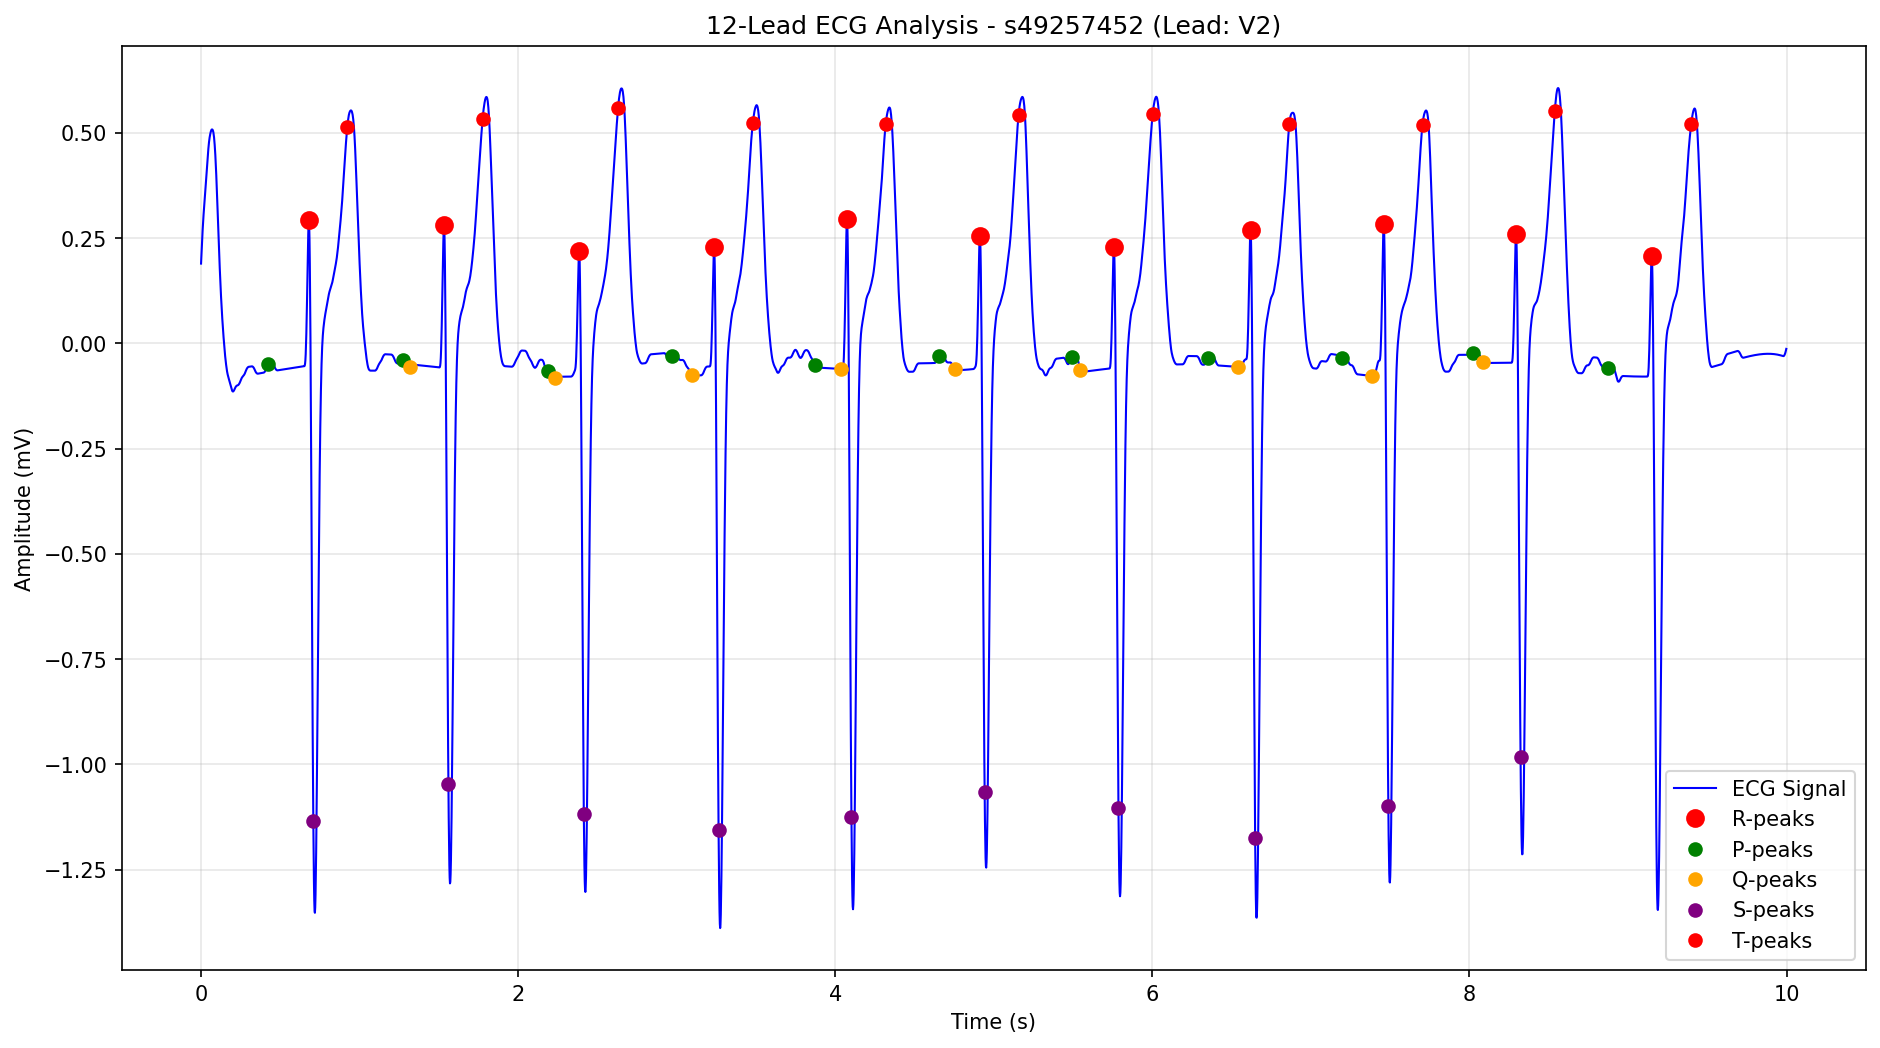 12-Lead ECG Analysis - s49257452 (Lead: V2)
Amplitude (mV)
0.50
0.25
0.00
−0.25
−0.50
−0.75
−1.00
−1.25
0 2 4 6 8 10
Time (s)
ECG Signal
R-peaks
P-peaks
Q-peaks
S-peaks
T-peaks